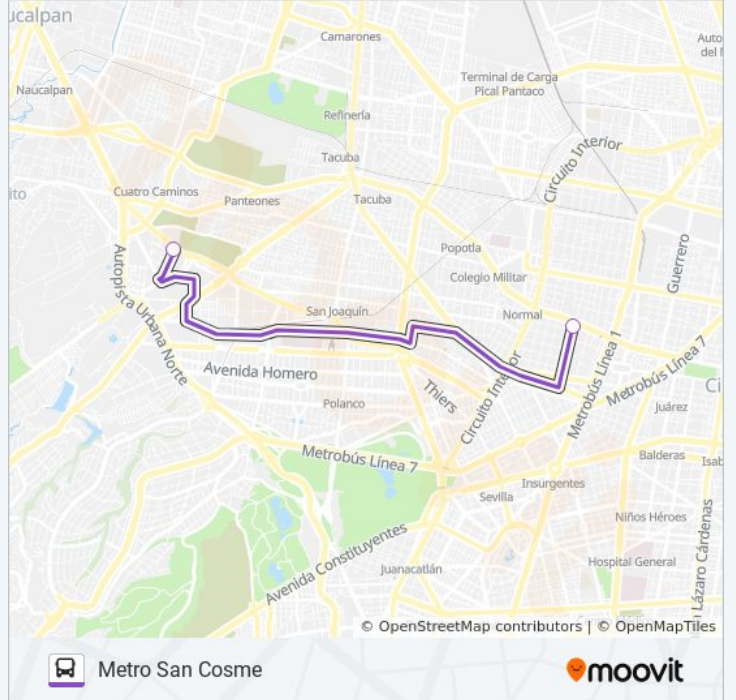 ucalpan
Camarones
Auto
del
Terminal de Carga
Pical Pantaco
Naucalpan
Refinería
Circuito Interior
Tacuba
Cuatro Caminos
ito
Panteones
Tacuba
Guerrero
Popotla
Autopista Urbana Norte
Colegio Militar
San Joaquín
Normal
Metrobús Línea 1
Metrobús Línea 7
Avenida Homero
Circuito Interior
Thiers
Ci
Polanco
Juárez
Metrobús Línea 7
Balderas
Isab
Insurgentes
Sevilla
Niños Héroes
Avenida Constituyentes
Lázaro Cárdenas
Hospital General
Juanacatlán
© OpenStreetMap contributors | © OpenMapTiles
Metro San Cosme
moovit